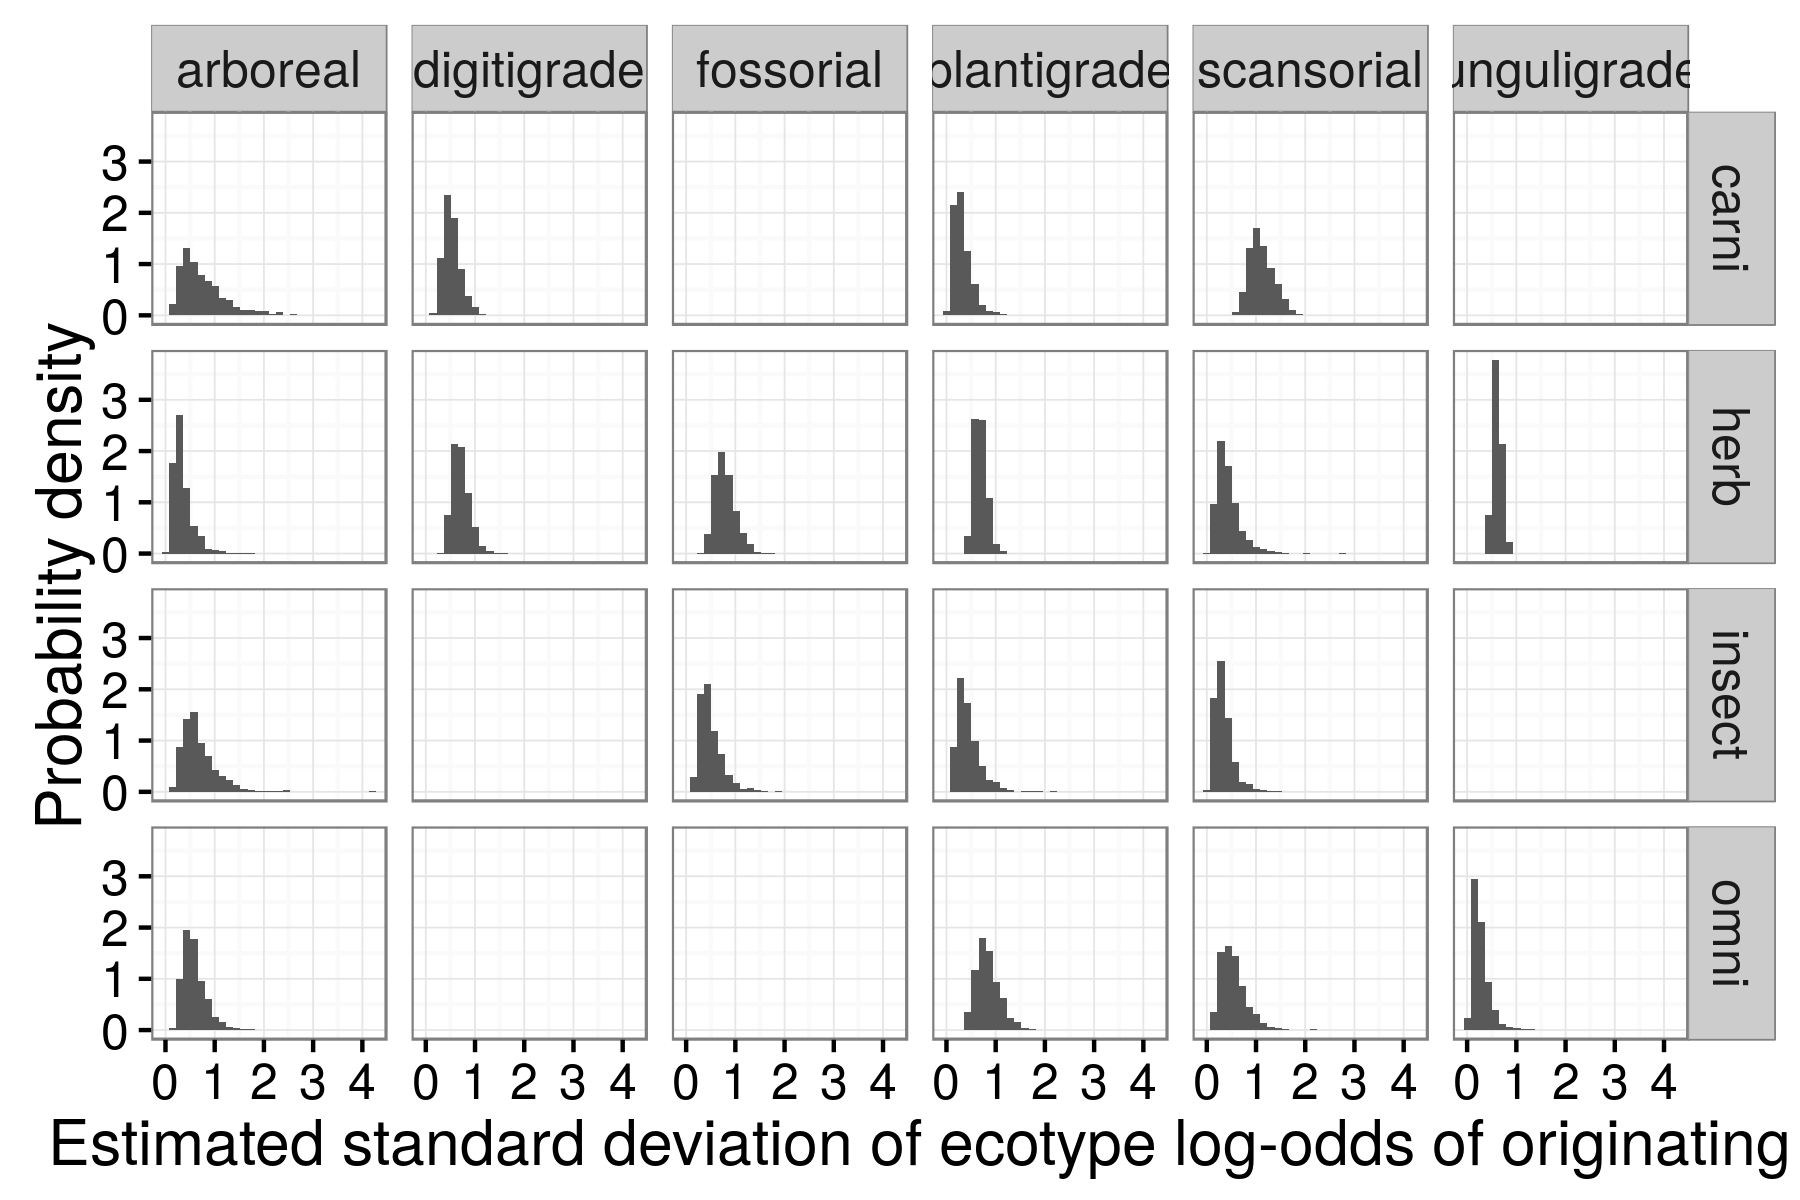 arboreal digitigrade fossorial plantigrade scansorial unguligrade
carni
3
2
1
0
herb
3
2
1
0
insect
3
2
1
0
omni
3
2
1
0
Probability density
0 1 2 3 4 0 1 2 3 4 0 1 2 3 4 0 1 2 3 4 0 1 2 3 4 0 1 2 3 4
Estimated standard deviation of ecotype log-odds of originating